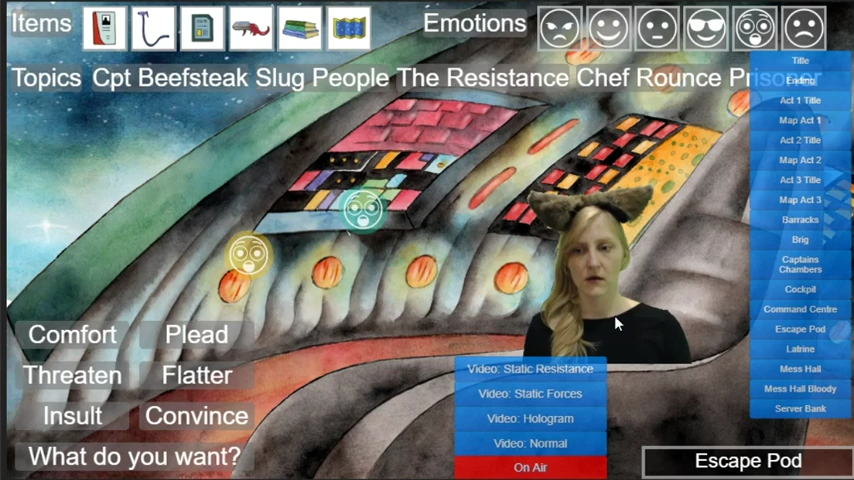 Items
Emotions
Topics Cpt Beefsteak Slug People The Resistance Chef Rounce Prisoner
Title
Ending
Act 1 Title
Map Act 1
Act 2 Title
Map Act 2
Act 3 Title
Map Act 3
Barracks
Brig
Captains
Chambers
Cockpit
Command Centre
Escape Pod
Latrine
Mess Hall
Mess Hall Bloody
Server Bank
Comfort Plead
Threaten Flatter
Insult Convince
What do you want?
Video: Static Resistance
Video: Static Forces
Video: Hologram
Video: Normal
On Air
Escape Pod